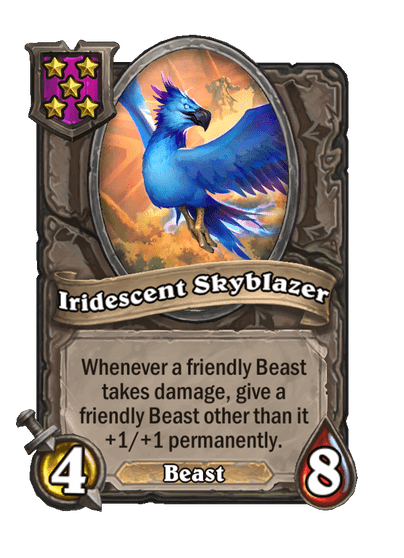 Iridescent Skyblazer
Whenever a friendly Beast
takes damage, give a
friendly Beast other than it
+1/+1 permanently.
4
Beast
8